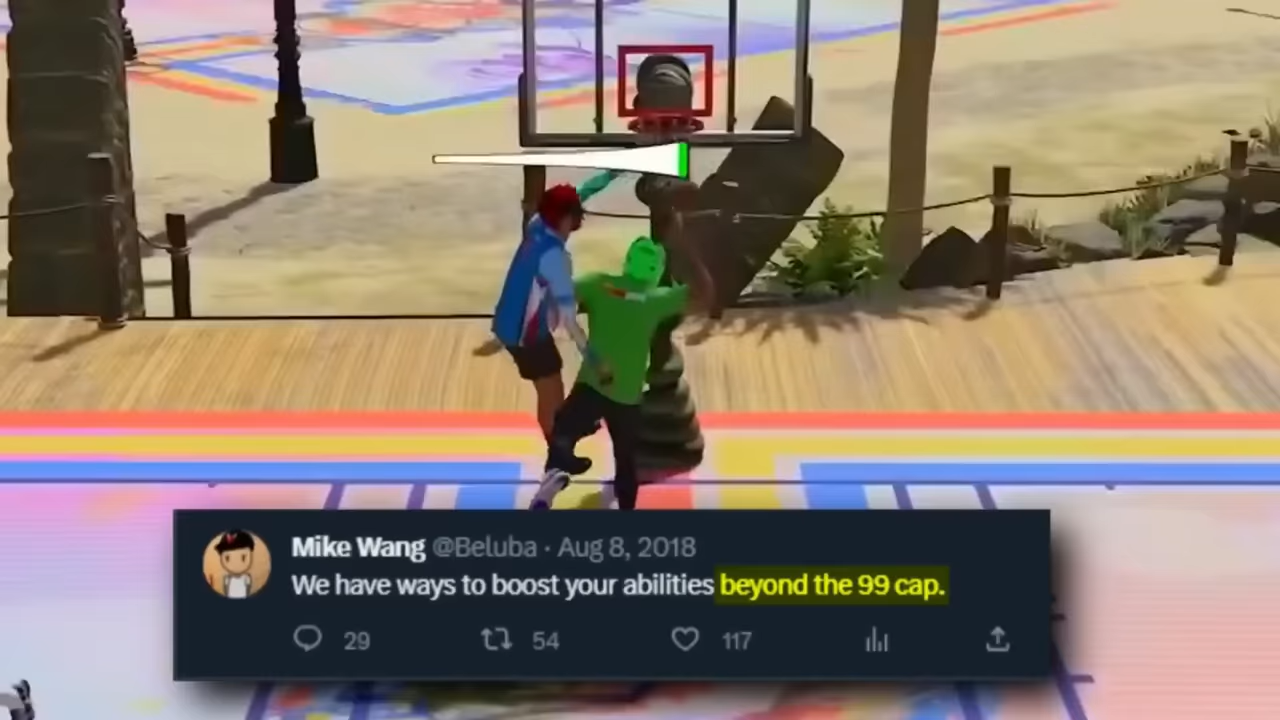 Mike Wang @Beluba · Aug 8, 2018
We have ways to boost your abilities beyond the 99 cap.
29 54 117